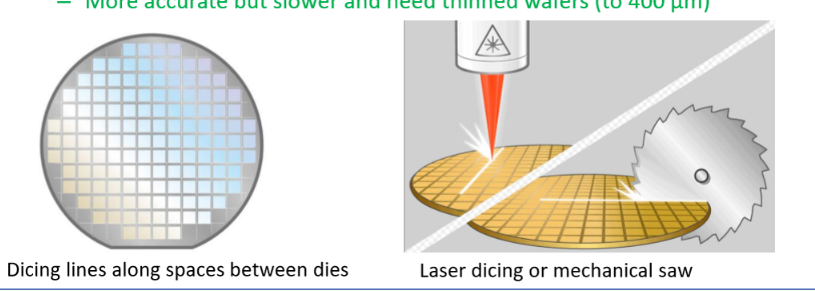 – More accurate but slower and need thinned wafers (to 400 μm)
Dicing lines along spaces between dies
Laser dicing or mechanical saw